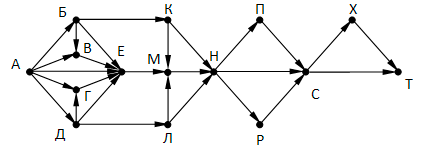 Б К П Х
В Е М Н
А
Г С Т
Д Л Р